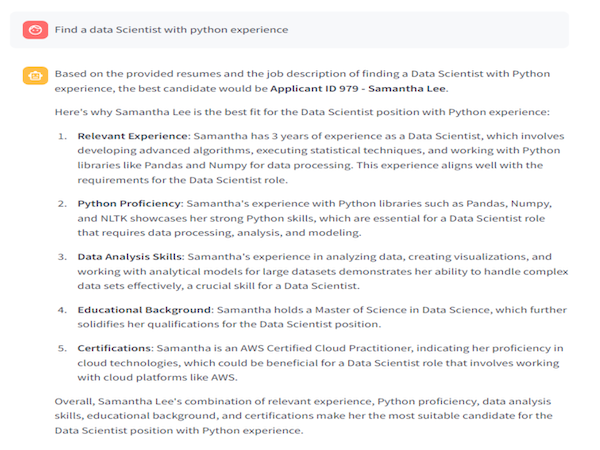 Find a data Scientist with python experience
Based on the provided resumes and the job description of finding a Data Scientist with Python
experience, the best candidate would be Applicant ID 979 - Samantha Lee.
Here's why Samantha Lee is the best fit for the Data Scientist position with Python experience:
1. Relevant Experience: Samantha has 3 years of experience as a Data Scientist, which involves
developing advanced algorithms, executing statistical techniques, and working with Python
libraries like Pandas and Numpy for data processing. This experience aligns well with the
requirements for the Data Scientist role.
2. Python Proficiency: Samantha's experience with Python libraries such as Pandas, Numpy,
and NLTK showcases her strong Python skills, which are essential for a Data Scientist role
that requires data processing, analysis, and modeling.
3. Data Analysis Skills: Samantha's experience in analyzing data, creating visualizations, and
working with analytical models for large datasets demonstrates her ability to handle complex
data sets effectively, a crucial skill for a Data Scientist.
4. Educational Background: Samantha holds a Master of Science in Data Science, which further
solidifies her qualifications for the Data Scientist position.
5. Certifications: Samantha is an AWS Certified Cloud Practitioner, indicating her proficiency in
cloud technologies, which could be beneficial for a Data Scientist role that involves working
with cloud platforms like AWS.
Overall, Samantha Lee's combination of relevant experience, Python proficiency, data analysis
skills, educational background, and certifications make her the most suitable candidate for the
Data Scientist position with Python experience.